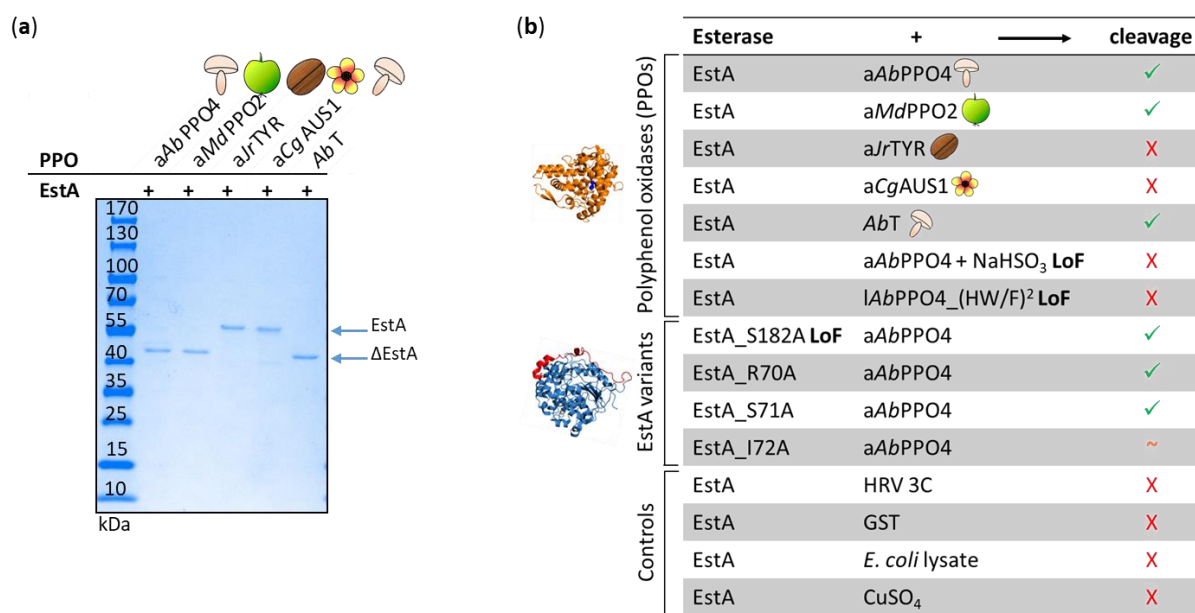 (a)
aAbPPO4
aMdPPO2
aJrTYR
aCgAUS1
AbT
PPO
EstA + + + + +
170
130
100
70
55
40
35
25
15
10
kDa
EstA
ΔEstA
(b)
Esterase + cleavage
Polyphenol oxidases (PPOs)
EstA aAbPPO4 ✓
EstA aMdPPO2 ✓
EstA aJrTYR X
EstA aCgAUS1 X
EstA AbT ✓
EstA aAbPPO4 + NaHSO₃ LoF X
EstA lAbPPO4_(HW/F)² LoF X
EstA variants
EstA_S182A LoF aAbPPO4 ✓
EstA_R70A aAbPPO4 ✓
EstA_S71A aAbPPO4 ✓
EstA_I72A aAbPPO4 ~
Controls
EstA HRV 3C X
EstA GST X
EstA E. coli lysate X
EstA CuSO₄ X